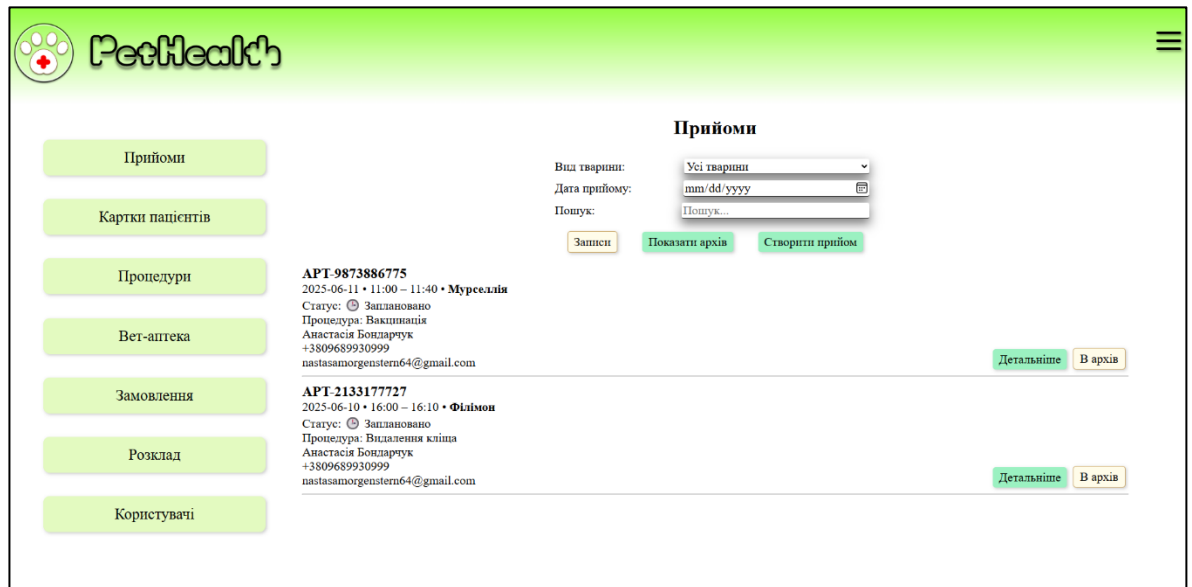 PetHealth
Прийоми
Картки пацієнтів
Процедури
Вет-аптека
Замовлення
Розклад
Користувачі
Прийоми
Вид тварини: Усі тварини
Дата прийому: mm/dd/yyyy
Пошук: Пошук...
Записи Показати архів Створити прийом
APT-9873886775
2025-06-11 • 11:00 – 11:40 • Мурселлія
Статус: Заплановано
Процедура: Вакцинація
Анастасія Бондарчук
+3809689930999
nastasamorgenstern64@gmail.com
Детальніше В архів
APT-2133177727
2025-06-10 • 16:00 – 16:10 • Філімон
Статус: Заплановано
Процедура: Видалення кліща
Анастасія Бондарчук
+3809689930999
nastasamorgenstern64@gmail.com
Детальніше В архів